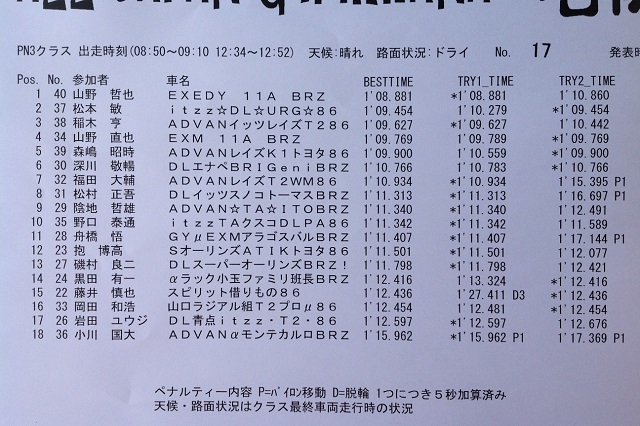 PN3クラス 出走時刻(08:50～09:10 12:34～12:52) 天候:晴れ 路面状況:ドライ No. 17 発表時
Pos. No. 参加者 車名 BESTTIME TRY1_TIME TRY2_TIME
1 40 山野 哲也 EXEDY 11A BRZ 1'08.881 *1'08.881 1'10.860
2 37 松本 敏 itzz☆DL☆URG☆86 1'09.454 1'10.279 *1'09.454
3 38 稲木 亨 ADVANイッツレイズT286 1'09.627 *1'09.627 1'10.442
4 34 山野 直也 EXM 11A BRZ 1'09.769 1'09.789 *1'09.769
5 39 森嶋 昭時 ADVANレイズK1トヨタ86 1'09.900 1'10.559 *1'09.900
6 30 深川 敬暢 DLエナペBRIGeniBRZ 1'10.766 1'10.783 *1'10.766
7 32 福田 大輔 ADVANレイズT2WM86 1'10.934 *1'10.934 1'15.395 P1
8 31 松村 正吾 DLイッツスノコトーマスBRZ 1'11.313 *1'11.313 1'16.697 P1
9 29 陰地 哲雄 ADVAN☆TA☆ITOBRZ 1'11.340 *1'11.340 1'12.491
10 35 野口 泰通 itzzTAクスコDLPA86 1'11.342 *1'11.342 1'11.589
11 28 舟橋 悟 GYμEXMアラゴスパルBRZ 1'11.407 *1'11.407 1'17.144 P1
12 23 抱 博高 SオーリンズATIKトヨタ86 1'11.501 *1'11.501 1'12.077
13 27 磯村 良二 DLスーパーオーリンズBRZ! 1'11.798 *1'11.798 1'12.421
14 24 黒田 有一 αラック小玉ファミリ班長BRZ 1'12.416 1'13.324 *1'12.416
15 22 藤井 慎也 スピリット借りもの86 1'12.436 1'27.411 D3 *1'12.436
16 33 岡田 和浩 山口ラジアル組T2プロμ86 1'12.454 1'12.481 *1'12.454
17 26 岩田 ユウジ DL青点itzz・T2・86 1'12.597 *1'12.597 1'12.676
18 36 小川 国大 ADVANαモンテカルロBRZ 1'15.962 *1'15.962 P1 1'17.369 P1
ペナルティー内容 P=パイロン移動 D=脱輪 1つにつき5秒加算済み
天候・路面状況はクラス最終車両走行時の状況